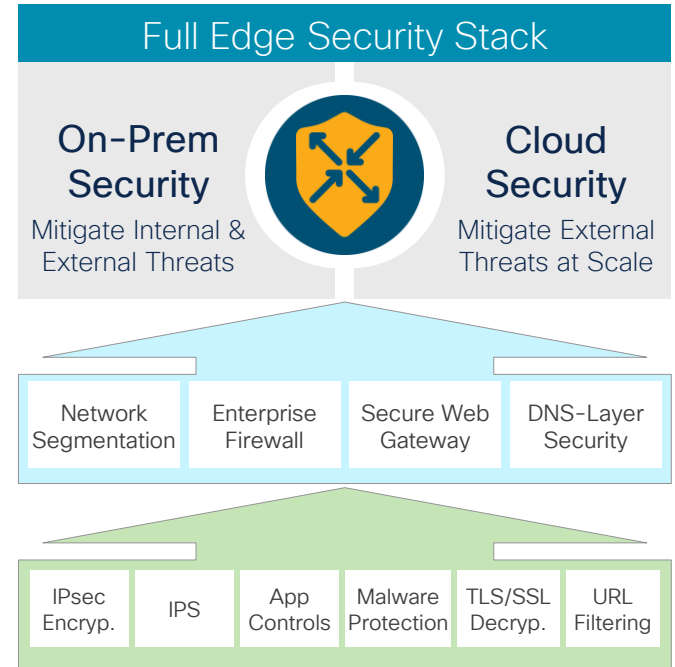 Full Edge Security Stack
On-Prem
Security
Mitigate Internal &
External Threats
Cloud
Security
Mitigate External
Threats at Scale
Network
Segmentation
Enterprise
Firewall
Secure Web
Gateway
DNS-Layer
Security
IPsec
Encryp.
IPS
App
Controls
Malware
Protection
TLS/SSL
Decryp.
URL
Filtering